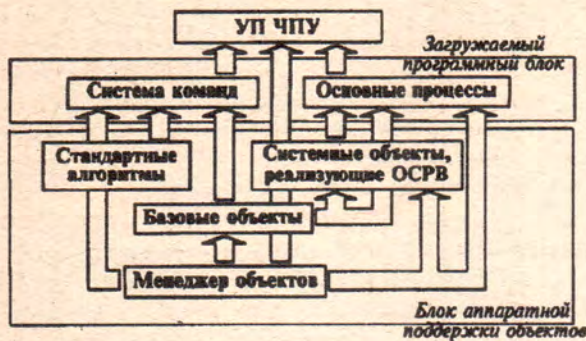 УП ЧПУ
Загружаемый
программный блок
Система команд
Основные процессы
Стандартные
алгоритмы
Системные объекты,
реализующие ОСРВ
Базовые объекты
Менеджер объектов
Блок аппаратной
поддержки объектов